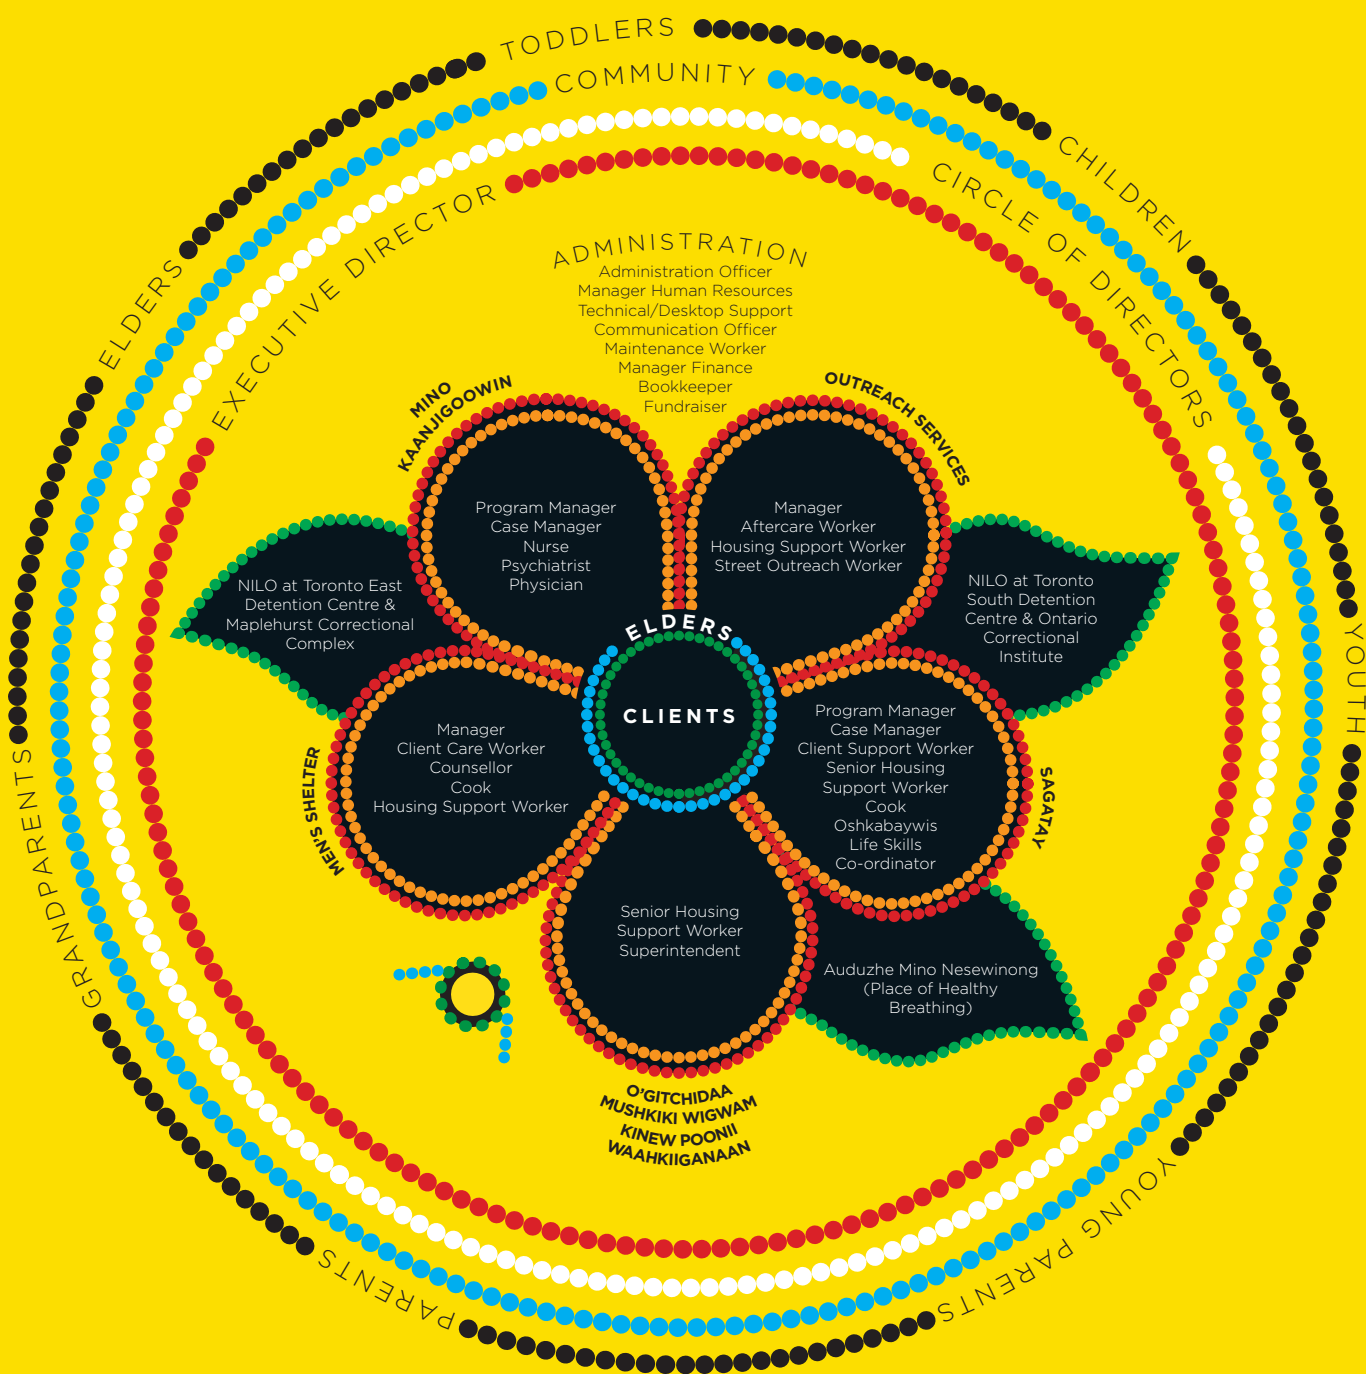 TODDLERS
CHILDREN
YOUTH
YOUNG PARENTS
PARENTS
GRANDPARENTS
ELDERS
COMMUNITY
CIRCLE OF DIRECTORS
EXECUTIVE DIRECTOR
ADMINISTRATION
Administration Officer
Manager Human Resources
Technical/Desktop Support
Communication Officer
Maintenance Worker
Manager Finance
Bookkeeper
Fundraiser
MINO
KAANJIGOOWIN
Program Manager
Case Manager
Nurse
Psychiatrist
Physician
OUTREACH SERVICES
Manager
Aftercare Worker
Housing Support Worker
Street Outreach Worker
NILO at Toronto East
Detention Centre &
Maplehurst Correctional
Complex
NILO at Toronto
South Detention
Centre & Ontario
Correctional
Institute
ELDERS
CLIENTS
MEN'S SHELTER
Manager
Client Care Worker
Counsellor
Cook
Housing Support Worker
SAGATAY
Program Manager
Case Manager
Client Support Worker
Senior Housing
Support Worker
Cook
Oshkabaywis
Life Skills
Co-ordinator
Senior Housing
Support Worker
Superintendent
Auduzhe Mino Nesewinong
(Place of Healthy
Breathing)
O'GITCHIDAA
MUSHKIKI WIGWAM
KINEW POONII
WAAHKIIGANAAN